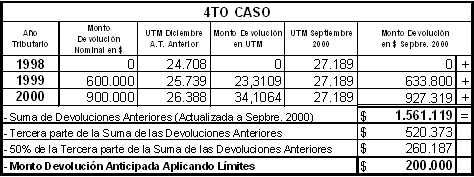 4TO CASO
Año Tributario Monto Devolución Nominal en $ UTM Diciembre A.T. Anterior Monto Devolución en UTM UTM Septiembre 2000 Monto Devolución en $ Sepbre. 2000
1998 0 24.708 0 27.189 0 +
1999 600.000 25.739 23,3109 27.189 633.800 +
2000 900.000 26.388 34,1064 27.189 927.319 +
- Suma de Devoluciones Anteriores (Actualizada a Sepbre. 2000) $ 1.561.119 =
- Tercera parte de la Suma de las Devoluciones Anteriores $ 520.373
- 50% de la Tercera parte de la Suma de las Devoluciones Anteriores $ 260.187
- Monto Devolución Anticipada Aplicando Límites $ 200.000